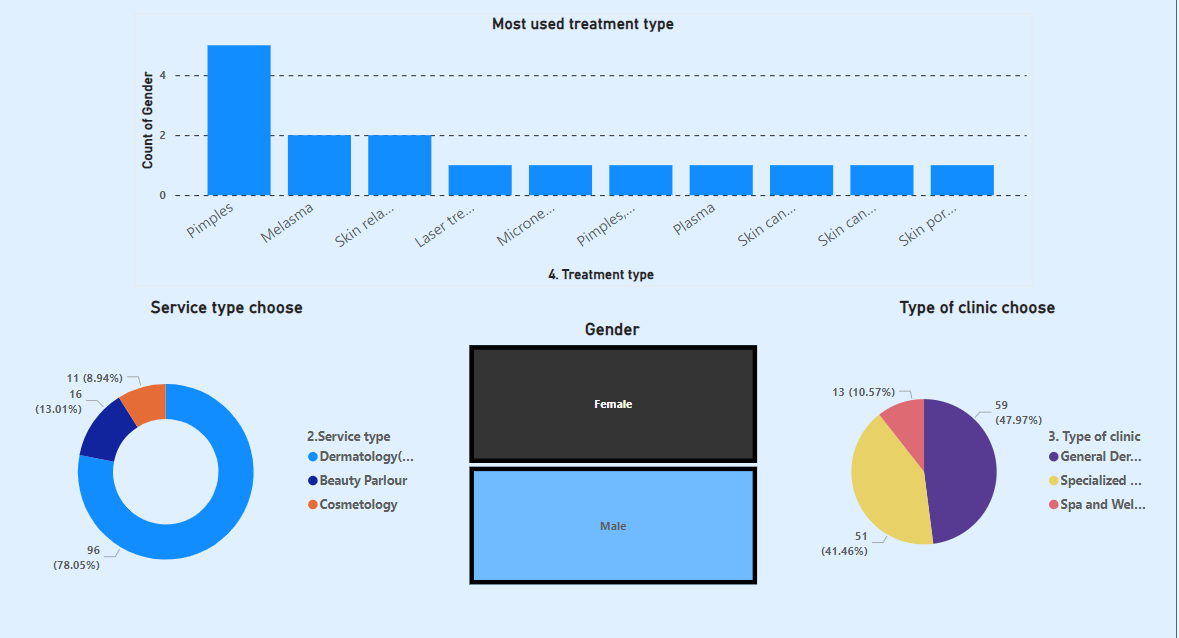 Most used treatment type
Count of Gender
4
2
0
Pimples
Melasma
Skin rela...
Laser tre...
Microne...
Pimples,...
Plasma
Skin can...
Skin can...
Skin por...
4. Treatment type
Service type choose
11 (8.94%)
16
(13.01%)
96
(78.05%)
2.Service type
Dermatology(...
Beauty Parlour
Cosmetology
Gender
Female
Male
Type of clinic choose
13 (10.57%)
59
(47.97%)
51
(41.46%)
3. Type of clinic
General Der...
Specialized ...
Spa and Wel...